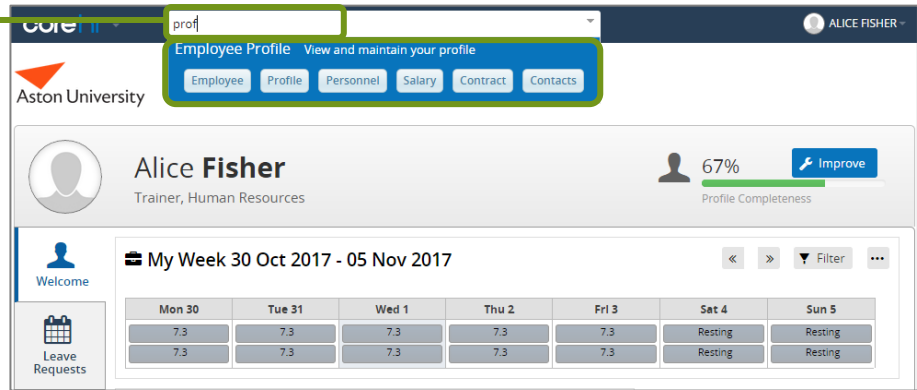 corehr
prof
ALICE FISHER
Employee Profile View and maintain your profile
Employee Profile Personnel Salary Contract Contacts
Aston University
Alice Fisher
Trainer, Human Resources
67%
Improve
Profile Completeness
Welcome
My Week 30 Oct 2017 - 05 Nov 2017
« » Filter ...
Mon 30 Tue 31 Wed 1 Thu 2 Fri 3 Sat 4 Sun 5
7.3 7.3 7.3 7.3 7.3 Resting Resting
7.3 7.3 7.3 7.3 7.3 Resting Resting
Leave
Requests